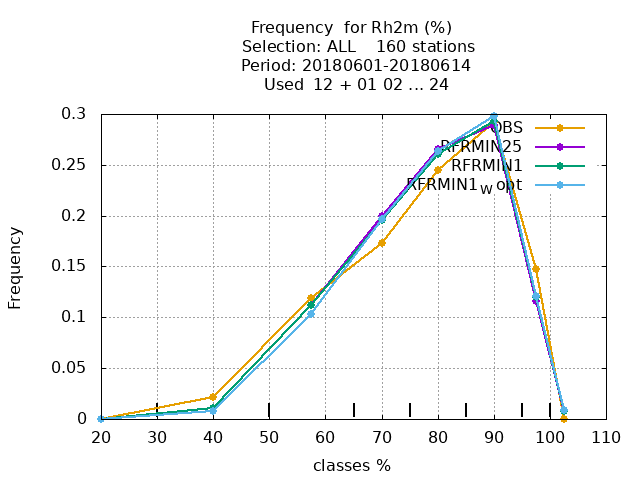 Frequency  for Rh2m (%)
Selection: ALL    160 stations
Period: 20180601-20180614
Used  12 + 01 02 ... 24
0.3
0.25
0.2
0.15
0.1
0.05
0
OBS
RFRMIN25
RFRMIN1
RFRMIN1w opt
Frequency
20 30 40 50 60 70 80 90 100 110
classes %